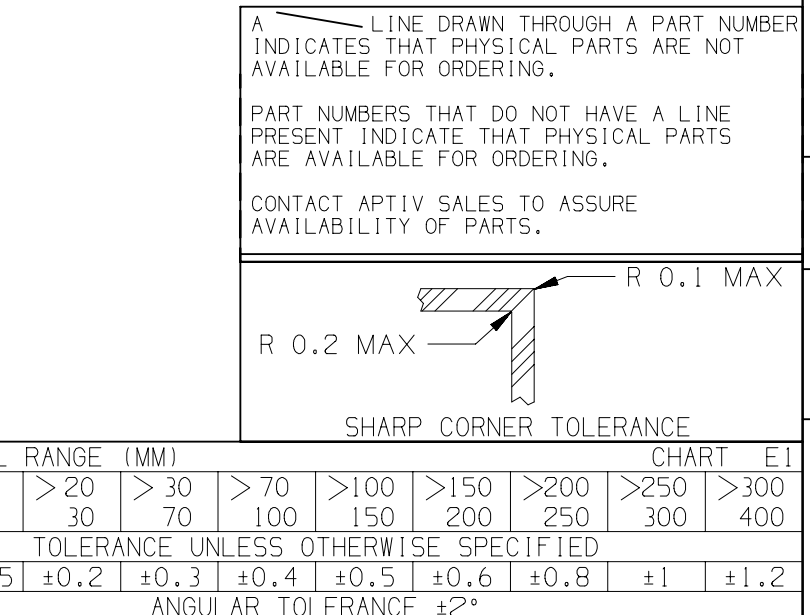 A LINE DRAWN THROUGH A PART NUMBER
INDICATES THAT PHYSICAL PARTS ARE NOT
AVAILABLE FOR ORDERING.
PART NUMBERS THAT DO NOT HAVE A LINE
PRESENT INDICATE THAT PHYSICAL PARTS
ARE AVAILABLE FOR ORDERING.
CONTACT APTIV SALES TO ASSURE
AVAILABILITY OF PARTS.
R 0.1 MAX
R 0.2 MAX
SHARP CORNER TOLERANCE
RANGE (MM) CHART E1
>20 >30 >70 >100 >150 >200 >250 >300
30 70 100 150 200 250 300 400
TOLERANCE UNLESS OTHERWISE SPECIFIED
5 ±0.2 ±0.3 ±0.4 ±0.5 ±0.6 ±0.8 ±1 ±1.2
ANGULAR TOLERANCE ±2°